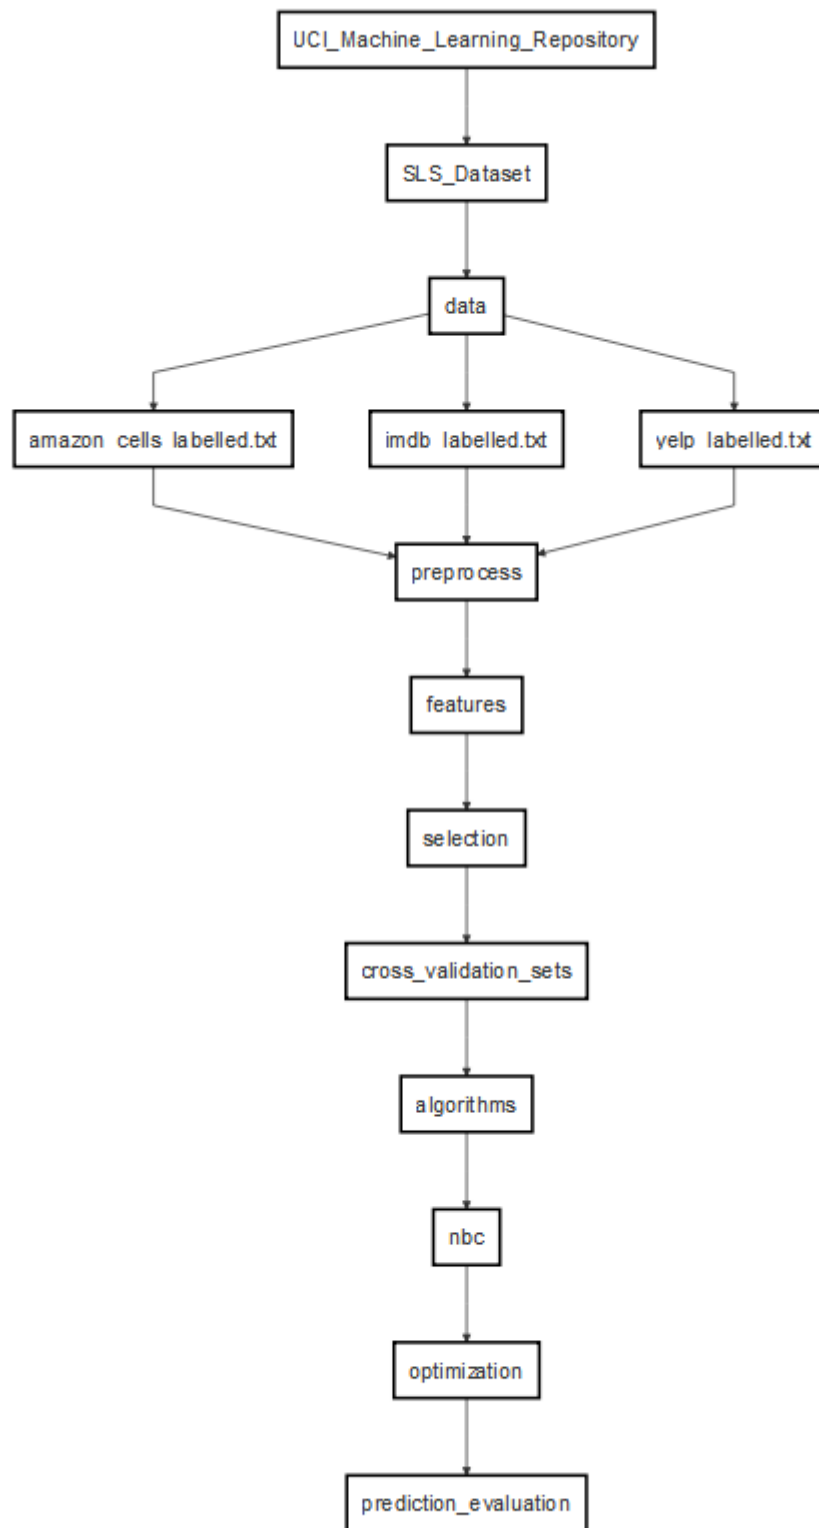 UCI_Machine_Learning_Repository
SLS_Dataset
data
amazon_cells_labelled.txt
imdb_labelled.txt
yelp_labelled.txt
preprocess
features
selection
cross_validation_sets
algorithms
nbc
optimization
prediction_evaluation